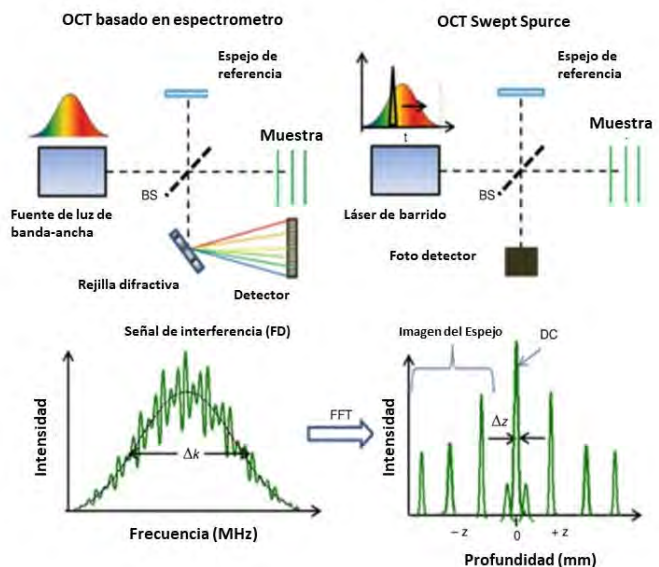 OCT basado en espectrometro
Espejo de
referencia
Muestra
BS
Fuente de luz de
banda-ancha
Rejilla difractiva
Detector
OCT Swept Spurce
Espejo de
referencia
t
Muestra
BS
Láser de barrido
Foto detector
Señal de interferencia (FD)
Intensidad
Δk
Frecuencia (MHz)
FFT
Imagen del Espejo
DC
Δz
Intensidad
– z
0
+ z
Profundidad (mm)